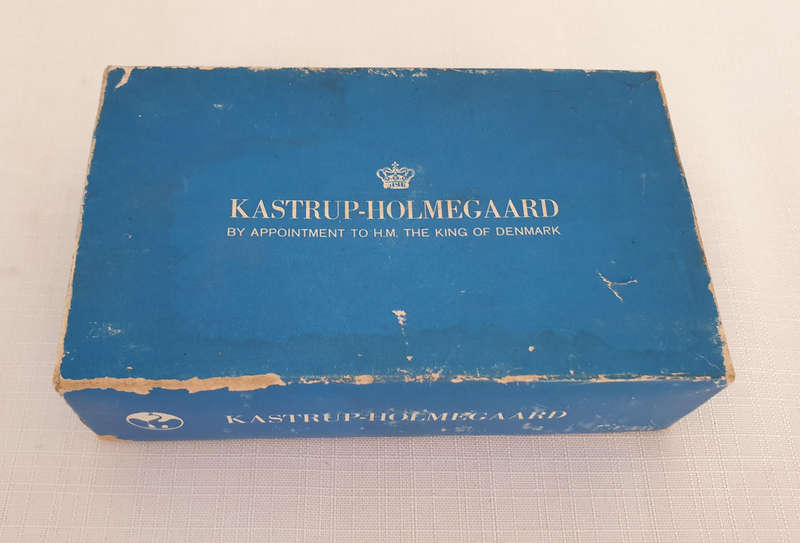 KASTRUP-HOLMEGAARD
BY APPOINTMENT TO H.M. THE KING OF DENMARK
KASTRUP-HOLMEGAARD